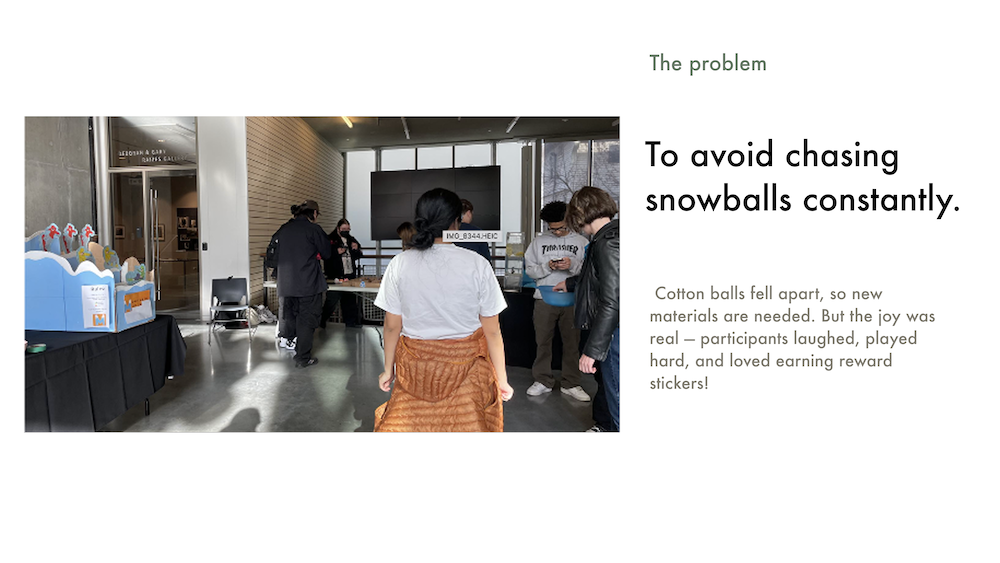 The problem
To avoid chasing
snowballs constantly.
Cotton balls fell apart, so new
materials are needed. But the joy was
real — participants laughed, played
hard, and loved earning reward
stickers!
IMG_8344.HEIC
THRASHER